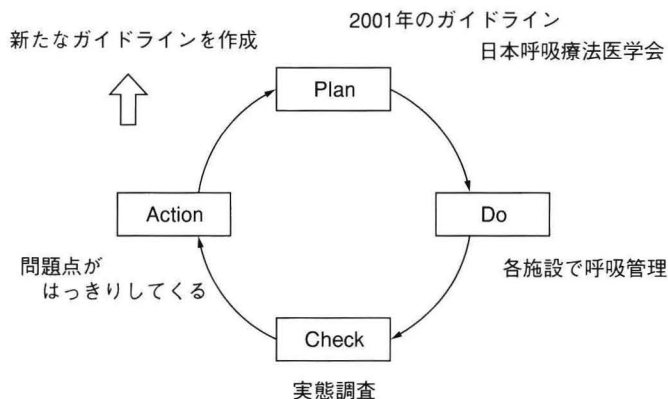 2001年のガイドライン
日本呼吸療法医学会
新たなガイドラインを作成
Plan
Action
Do
問題点が
はっきりしてくる
各施設で呼吸管理
Check
実態調査